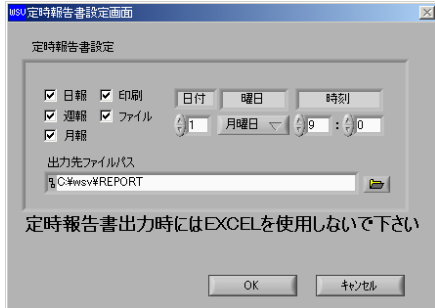 WSV 定時報告書設定画面
定時報告書設定
日報 印刷 日付 曜日 時刻
週報 ファイル 1 月曜日 9 : 0
月報
出力先ファイルパス
C:¥wsv¥REPORT
定時報告書出力時にはEXCELを使用しないで下さい
OK キャンセル